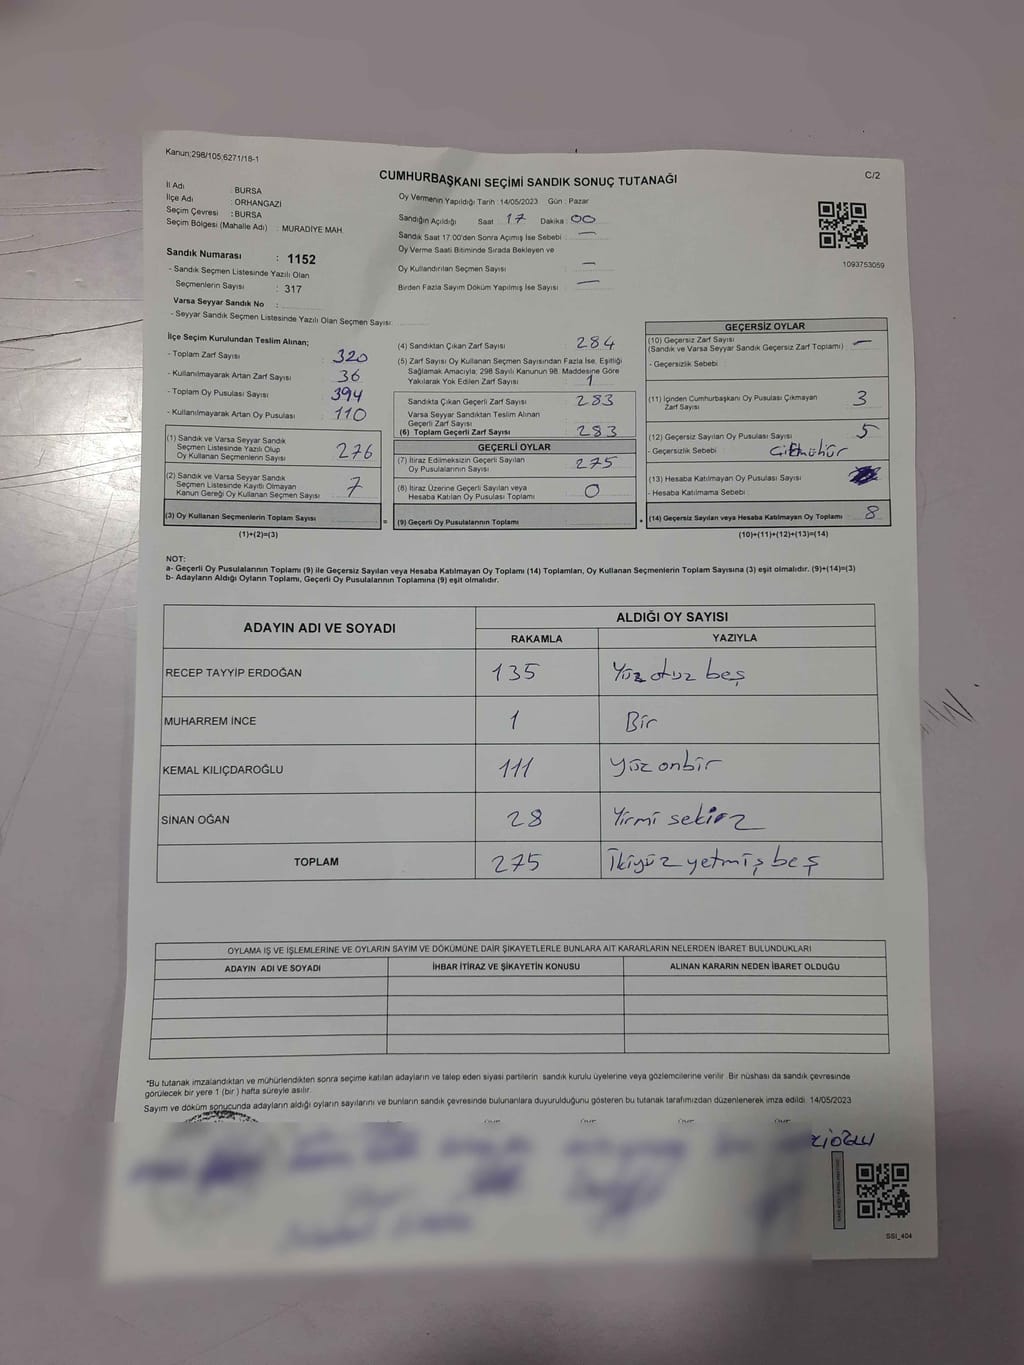 Kanun:298/105,6271/18-1
CUMHURBAŞKANI SEÇİMİ SANDIK SONUÇ TUTANAĞI
C/2
İl Adı : BURSA
İlçe Adı : ORHANGAZİ
Seçim Çevresi : BURSA
Seçim Bölgesi (Mahalle Adı) : MURADİYE MAH.
Sandık Numarası : 1152
- Sandık Seçmen Listesinde Yazılı Olan
Seçmenlerin Sayısı : 317
Varsa Seyyar Sandık No :
- Seyyar Sandık Seçmen Listesinde Yazılı Olan Seçmen Sayısı:
Oy Vermenin Yapıldığı Tarih : 14/05/2023 Gün : Pazar
Sandığın Açıldığı Saat : 17 Dakika : 00
Sandık Saat 17.00'den Sonra Açımış İse Sebebi : —
Oy Verme Saati Bitiminde Sırada Bekleyen ve
Oy Kullandırılan Seçmen Sayısı : —
Birden Fazla Sayım Döküm Yapılmış İse Sayısı : —
1093753059
İlçe Seçim Kurulundan Teslim Alınan;
- Toplam Zarf Sayısı 320
- Kullanılmayarak Artan Zarf Sayısı 36
- Toplam Oy Pusulası Sayısı 394
- Kullanılmayarak Artan Oy Pusulası 110
(1) Sandık ve Varsa Seyyar Sandık
Seçmen Listesinde Yazılı Olup
Oy Kullanan Seçmenlerin Sayısı 276
(2) Sandık ve Varsa Seyyar Sandık
Seçmen Listesinde Kayıtlı Olmayan
Kanun Gereği Oy Kullanan Seçmen Sayısı 7
(3) Oy Kullanan Seçmenlerin Toplam Sayısı =
(1)+(2)=(3)
(4) Sandıktan Çıkan Zarf Sayısı : 284
(5) Zarf Sayısı Oy Kullanan Seçmen Sayısından Fazla İse, Eşitliği
Sağlamak Amacıyla; 298 Sayılı Kanunun 98. Maddesine Göre
Yakılarak Yok Edilen Zarf Sayısı : 1
Sandıkta Çıkan Geçerli Zarf Sayısı : 283
Varsa Seyyar Sandıktan Teslim Alınan
Geçerli Zarf Sayısı :
(6) Toplam Geçerli Zarf Sayısı : 283
GEÇERLİ OYLAR
(7) İtiraz Edilmeksizin Geçerli Sayılan
Oy Pusulalarının Sayısı : 275
(8) İtiraz Üzerine Geçerli Sayılan veya
Hesaba Katılan Oy Pusulası Toplamı : 0
(9) Geçerli Oy Pusulalarının Toplamı : +
GEÇERSİZ OYLAR
(10) Geçersiz Zarf Sayısı
(Sandık ve Varsa Seyyar Sandık Geçersiz Zarf Toplamı) : —
- Geçersizlik Sebebi :
(11) İçinden Cumhurbaşkanı Oy Pusulası Çıkmayan
Zarf Sayısı : 3
(12) Geçersiz Sayılan Oy Pusulası Sayısı : 5
- Geçersizlik Sebebi : Çiftmühür
(13) Hesaba Katılmayan Oy Pusulası Sayısı :
- Hesaba Katılmama Sebebi :
(14) Geçersiz Sayılan veya Hesaba Katılmayan Oy Toplamı : 8
(10)+(11)+(12)+(13)=(14)
NOT:
a- Geçerli Oy Pusulalarının Toplamı (9) ile Geçersiz Sayılan veya Hesaba Katılmayan Oy Toplamı (14) Toplamları, Oy Kullanan Seçmenlerin Toplam Sayısına (3) eşit olmalıdır. (9)+(14)=(3)
b- Adayların Aldığı Oyların Toplamı, Geçerli Oy Pusulalarının Toplamına (9) eşit olmalıdır.
ADAYIN ADI VE SOYADI
ALDIĞI OY SAYISI
RAKAMLA YAZIYLA
RECEP TAYYİP ERDOĞAN 135 Yüz otuz beş
MUHARREM İNCE 1 Bir
KEMAL KILIÇDAROĞLU 111 Yüz onbir
SİNAN OĞAN 28 Yirmi sekiz
TOPLAM 275 İkiyüz yetmiş beş
OYLAMA İŞ VE İŞLEMLERİNE VE OYLARIN SAYIM VE DÖKÜMÜNE DAİR ŞİKAYETLERLE BUNLARA AİT KARARLARIN NELERDEN İBARET BULUNDUKLARI
ADAYIN ADI VE SOYADI İHBAR İTİRAZ VE ŞİKAYETİN KONUSU ALINAN KARARIN NEDEN İBARET OLDUĞU
"Bu tutanak imzalandıktan ve mühürlendikten sonra seçime katılan adayların ve talep eden siyasi partilerin sandık kurulu üyelerine veya gözlemcilerine verilir. Bir nüshası da sandık çevresinde
görülecek bir yere 1 (bir) hafta süreyle asılır.
Sayım ve döküm sonucunda adayların aldığı oyların sayılarını ve bunların sandık çevresinde bulunanlara duyurulduğunu gösteren bu tutanak tarafımızdan düzenlenerek imza edildi. 14/05/2023
SSI_404